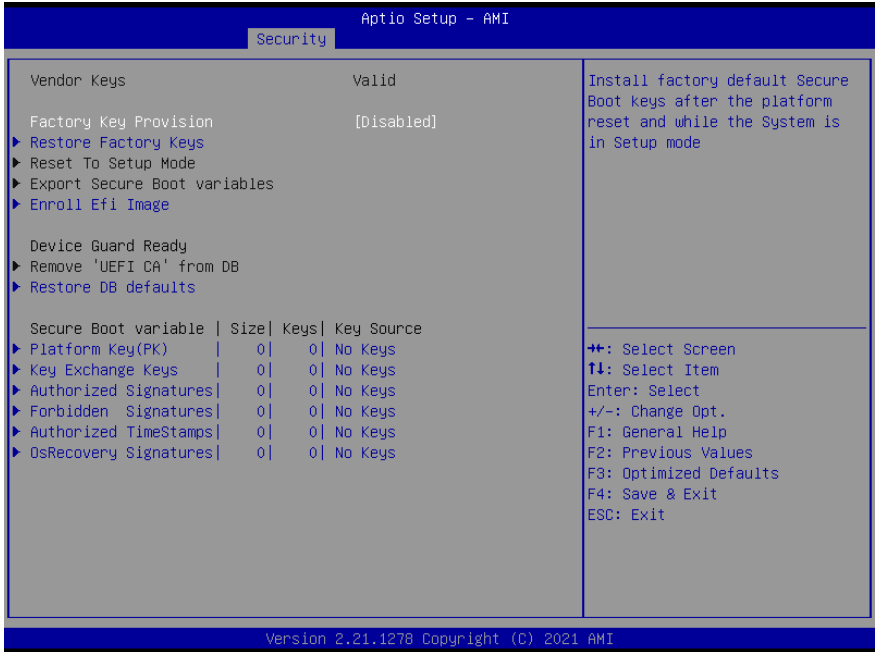 Aptio Setup – AMI
Security
Vendor Keys Valid
Factory Key Provision [Disabled]
Restore Factory Keys
Reset To Setup Mode
Export Secure Boot variables
Enroll Efi Image
Device Guard Ready
Remove 'UEFI CA' from DB
Restore DB defaults
Secure Boot variable | Size| Keys| Key Source
Platform Key(PK) | 0| 0| No Keys
Key Exchange Keys | 0| 0| No Keys
Authorized Signatures| 0| 0| No Keys
Forbidden Signatures| 0| 0| No Keys
Authorized TimeStamps| 0| 0| No Keys
OsRecovery Signatures| 0| 0| No Keys
Install factory default Secure
Boot keys after the platform
reset and while the System is
in Setup mode
→←: Select Screen
↑↓: Select Item
Enter: Select
+/-: Change Opt.
F1: General Help
F2: Previous Values
F3: Optimized Defaults
F4: Save & Exit
ESC: Exit
Version 2.21.1278 Copyright (C) 2021 AMI